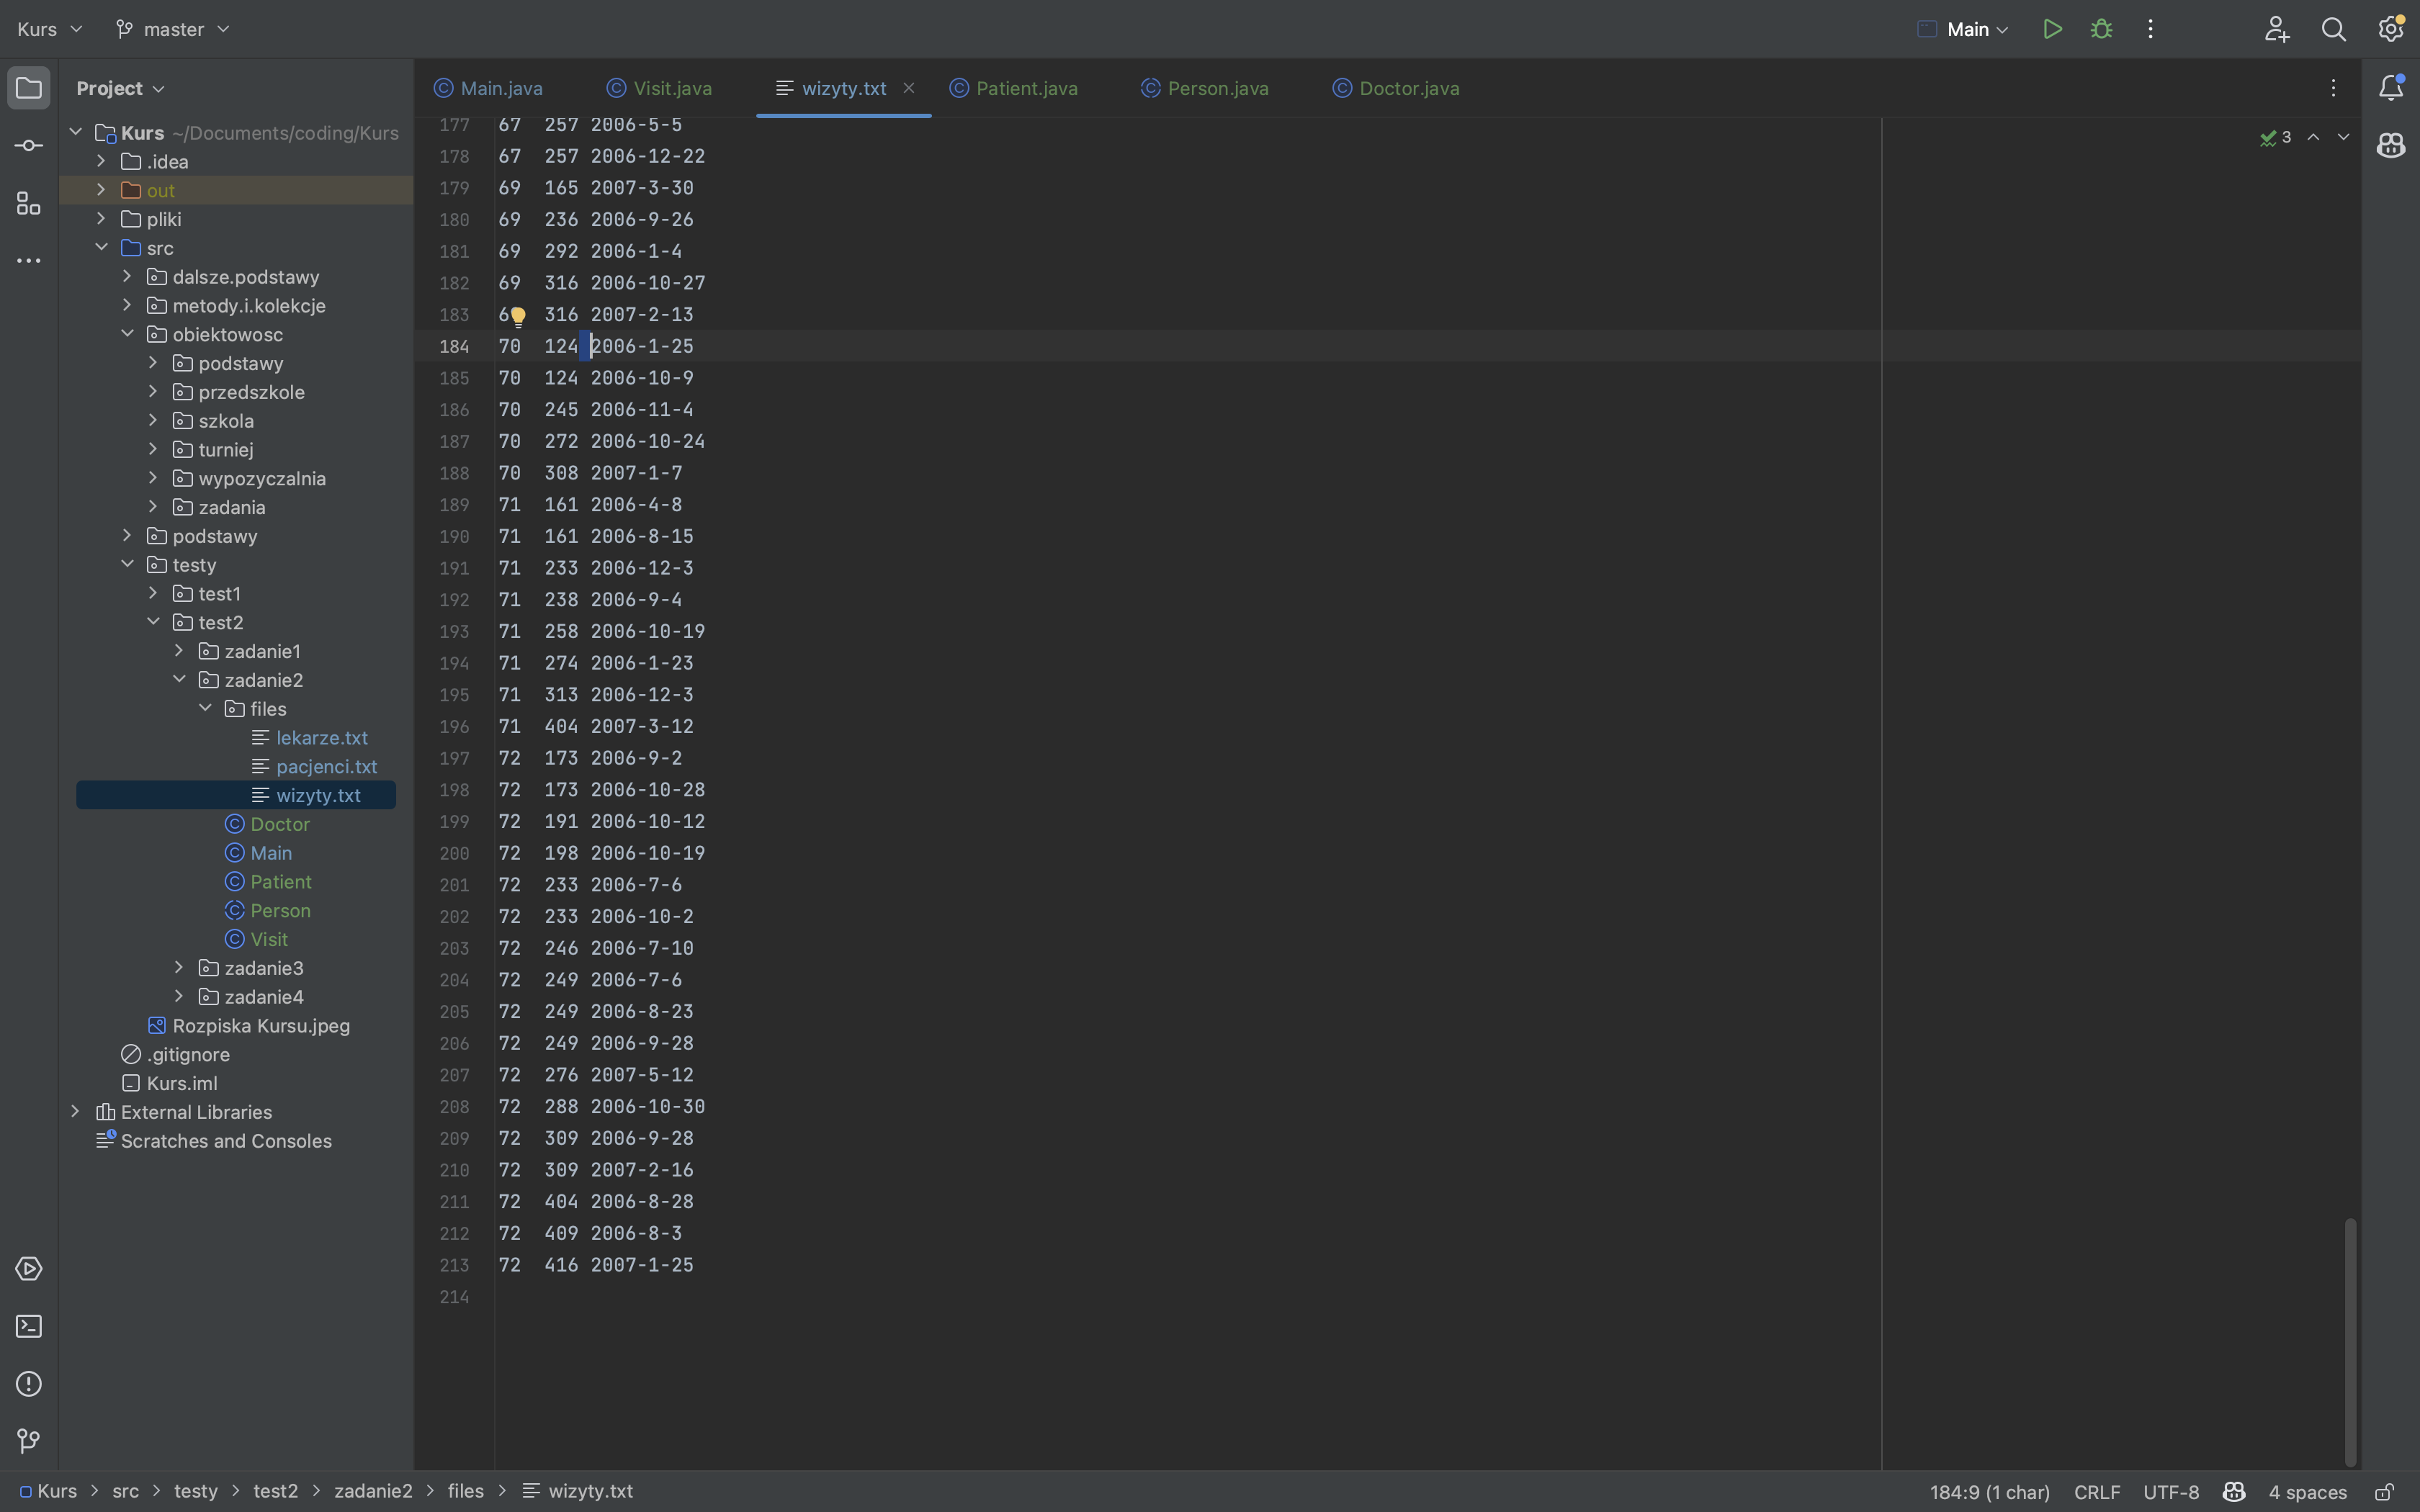 Kurs master Main
Project
Main.java Visit.java wizyty.txt Patient.java Person.java Doctor.java
Kurs ~/Documents/coding/Kurs
.idea
out
pliki
src
dalsze.podstawy
metody.i.kolekcje
obiektowosc
podstawy
przedszkole
szkola
turniej
wypozyczalnia
zadania
podstawy
testy
test1
test2
zadanie1
zadanie2
files
lekarze.txt
pacjenci.txt
wizyty.txt
Doctor
Main
Patient
Person
Visit
zadanie3
zadanie4
Rozpiska Kursu.jpeg
.gitignore
Kurs.iml
External Libraries
Scratches and Consoles
3
177 67 257 2006-5-5
178 67 257 2006-12-22
179 69 165 2007-3-30
180 69 236 2006-9-26
181 69 292 2006-1-4
182 69 316 2006-10-27
183 6 316 2007-2-13
184 70 124 2006-1-25
185 70 124 2006-10-9
186 70 245 2006-11-4
187 70 272 2006-10-24
188 70 308 2007-1-7
189 71 161 2006-4-8
190 71 161 2006-8-15
191 71 233 2006-12-3
192 71 238 2006-9-4
193 71 258 2006-10-19
194 71 274 2006-1-23
195 71 313 2006-12-3
196 71 404 2007-3-12
197 72 173 2006-9-2
198 72 173 2006-10-28
199 72 191 2006-10-12
200 72 198 2006-10-19
201 72 233 2006-7-6
202 72 233 2006-10-2
203 72 246 2006-7-10
204 72 249 2006-7-6
205 72 249 2006-8-23
206 72 249 2006-9-28
207 72 276 2007-5-12
208 72 288 2006-10-30
209 72 309 2006-9-28
210 72 309 2007-2-16
211 72 404 2006-8-28
212 72 409 2006-8-3
213 72 416 2007-1-25
214
Kurs > src > testy > test2 > zadanie2 > files > wizyty.txt 184:9 (1 char) CRLF UTF-8 4 spaces